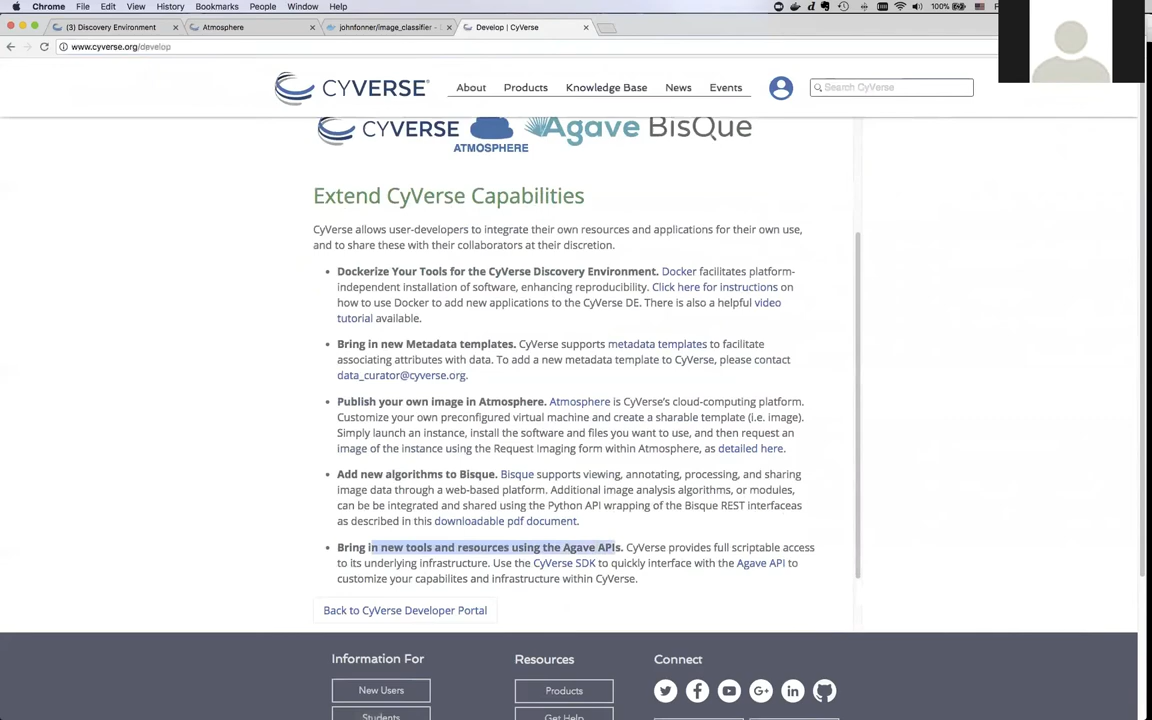 Chrome File Edit View History Bookmarks People Window Help 100%
(3) Discovery Environment × Atmosphere × johnfonner/image_classifier - × Develop | CyVerse ×
www.cyverse.org/develop
CYVERSE® About Products Knowledge Base News Events Search CyVerse
CYVERSE ATMOSPHERE Agave BisQue
Extend CyVerse Capabilities
CyVerse allows user-developers to integrate their own resources and applications for their own use,
and to share these with their collaborators at their discretion.
• Dockerize Your Tools for the CyVerse Discovery Environment. Docker facilitates platform-
independent installation of software, enhancing reproducibility. Click here for instructions on
how to use Docker to add new applications to the CyVerse DE. There is also a helpful video
tutorial available.
• Bring in new Metadata templates. CyVerse supports metadata templates to facilitate
associating attributes with data. To add a new metadata template to CyVerse, please contact
data_curator@cyverse.org.
• Publish your own image in Atmosphere. Atmosphere is CyVerse's cloud-computing platform.
Customize your own preconfigured virtual machine and create a sharable template (i.e. image).
Simply launch an instance, install the software and files you want to use, and then request an
image of the instance using the Request Imaging form within Atmosphere, as detailed here.
• Add new algorithms to Bisque. Bisque supports viewing, annotating, processing, and sharing
image data through a web-based platform. Additional image analysis algorithms, or modules,
can be be integrated and shared using the Python API wrapping of the Bisque REST interfaceas
as described in this downloadable pdf document.
• Bring in new tools and resources using the Agave APIs. CyVerse provides full scriptable access
to its underlying infrastructure. Use the CyVerse SDK to quickly interface with the Agave API to
customize your capabilites and infrastructure within CyVerse.
Back to CyVerse Developer Portal
Information For Resources Connect
New Users Products
Students Get Help